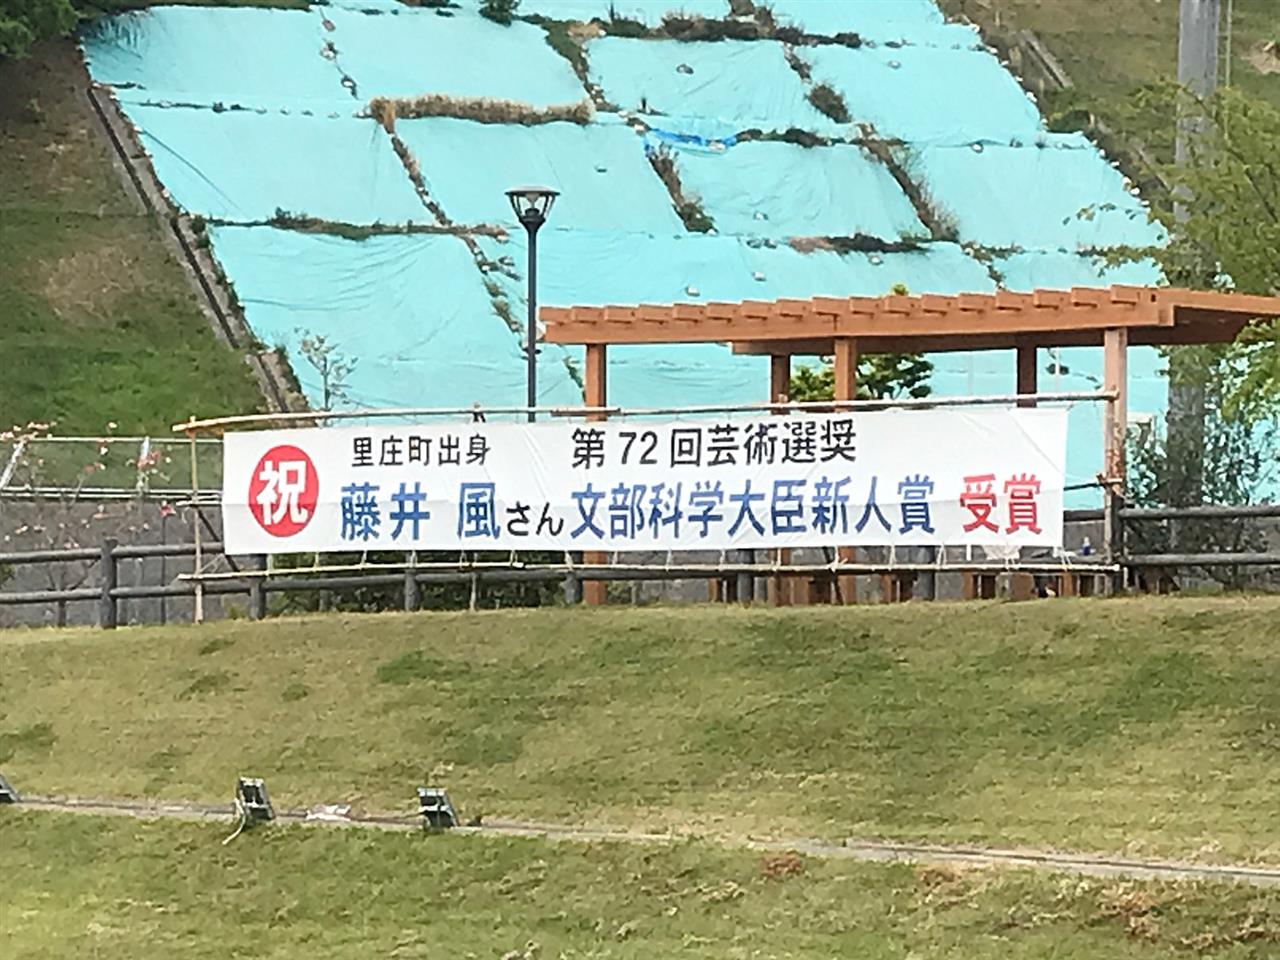 祝
里庄町出身 第72回芸術選奨
藤井 風さん文部科学大臣新人賞 受賞